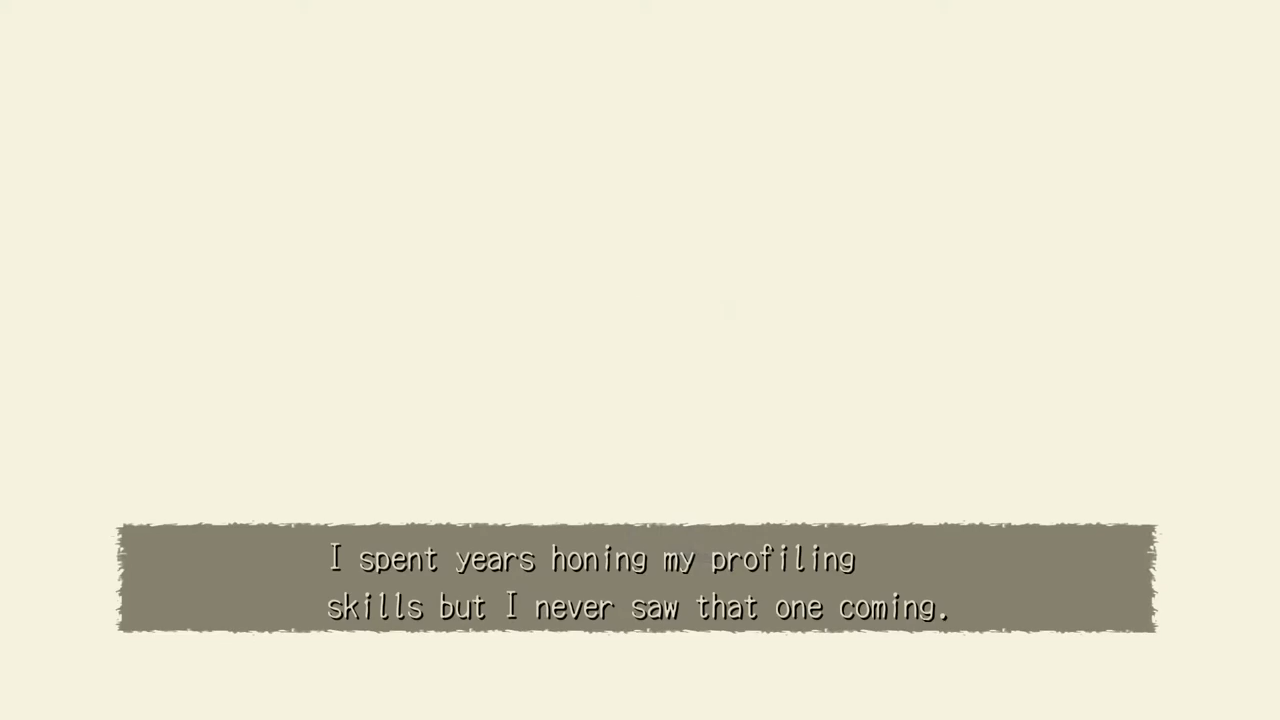 I spent years honing my profiling
skills but I never saw that one coming.